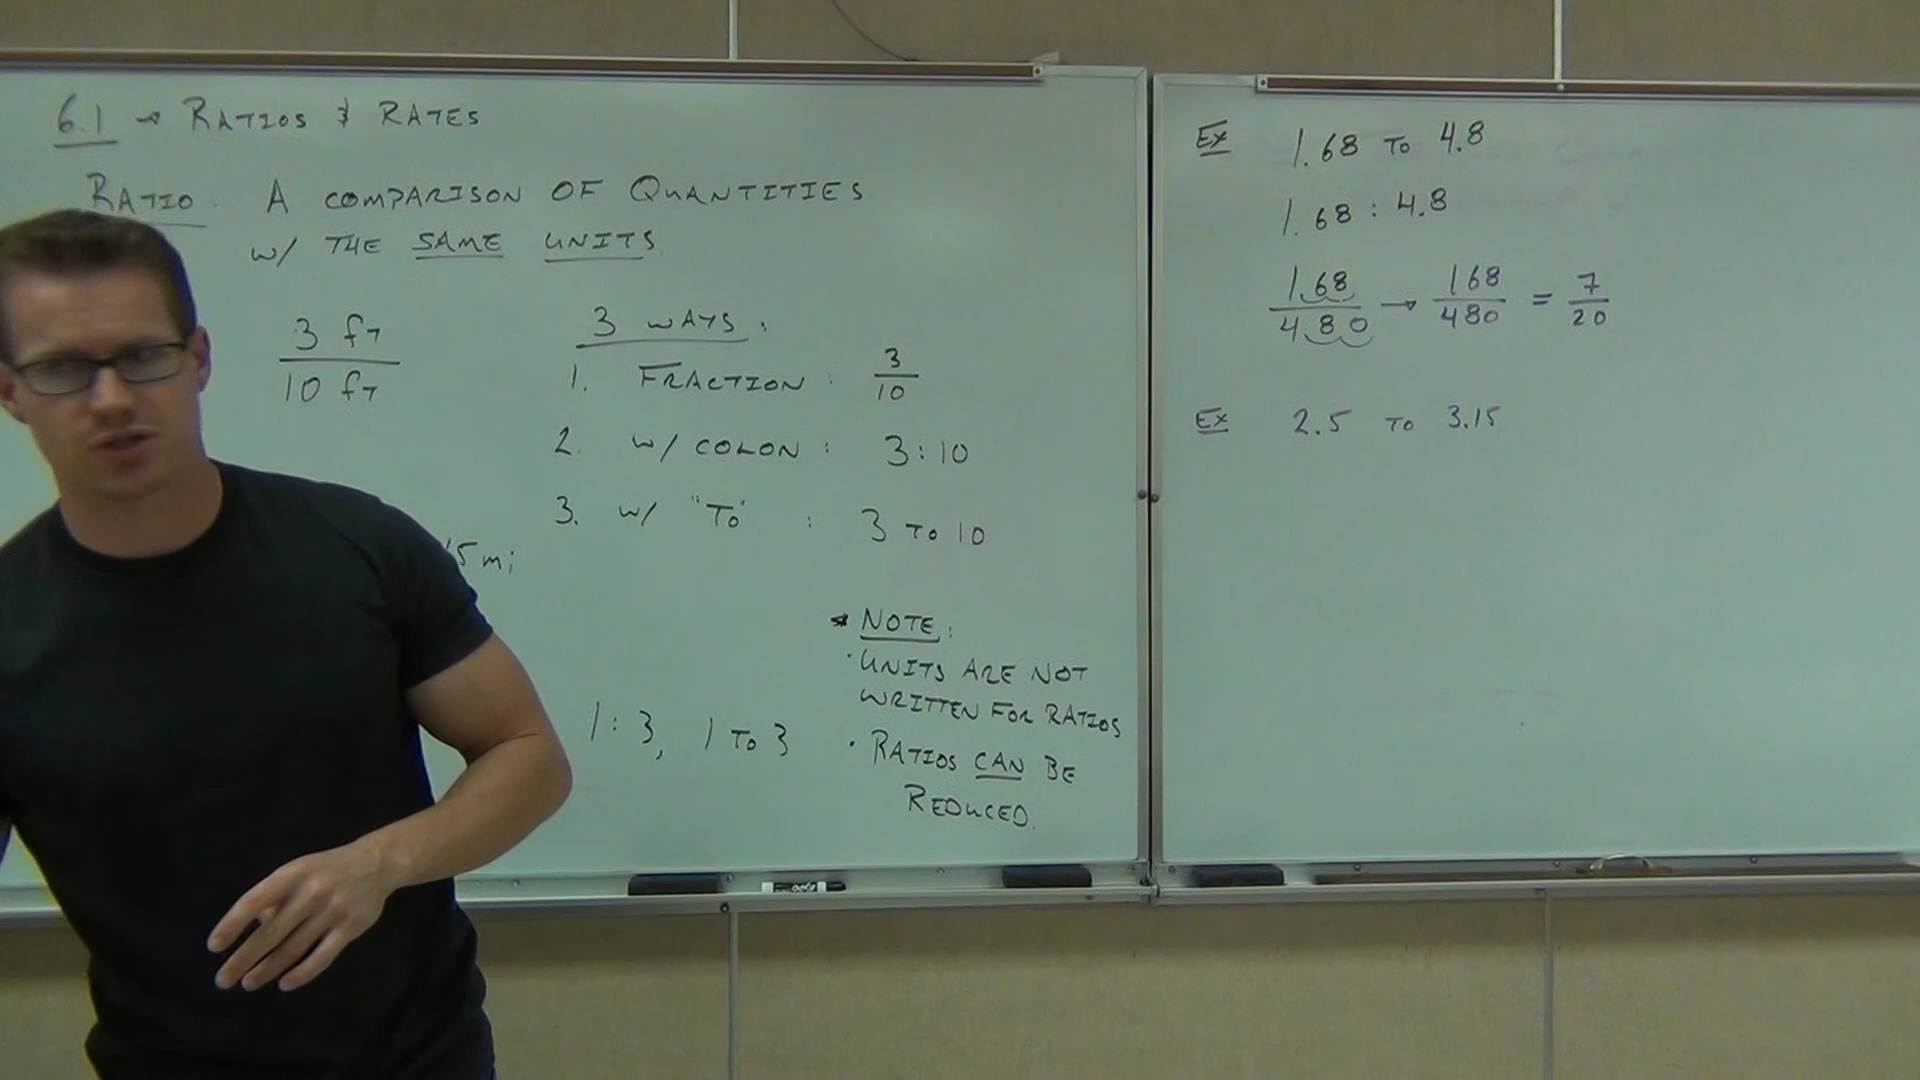 6.1 → RATIOS & RATES
RATIO: A COMPARISON OF QUANTITIES
W/ THE SAME UNITS.
3 ft
10 ft
3 WAYS:
1. FRACTION: 3/10
2. W/ COLON: 3:10
3. W/ "TO" : 3 TO 10
5 mi
1:3, 1 TO 3
* NOTE:
· UNITS ARE NOT
WRITTEN FOR RATIOS
· RATIOS CAN BE
REDUCED.
EX 1.68 TO 4.8
1.68 : 4.8
1.68/4.80 → 168/480 = 7/20
EX 2.5 TO 3.15